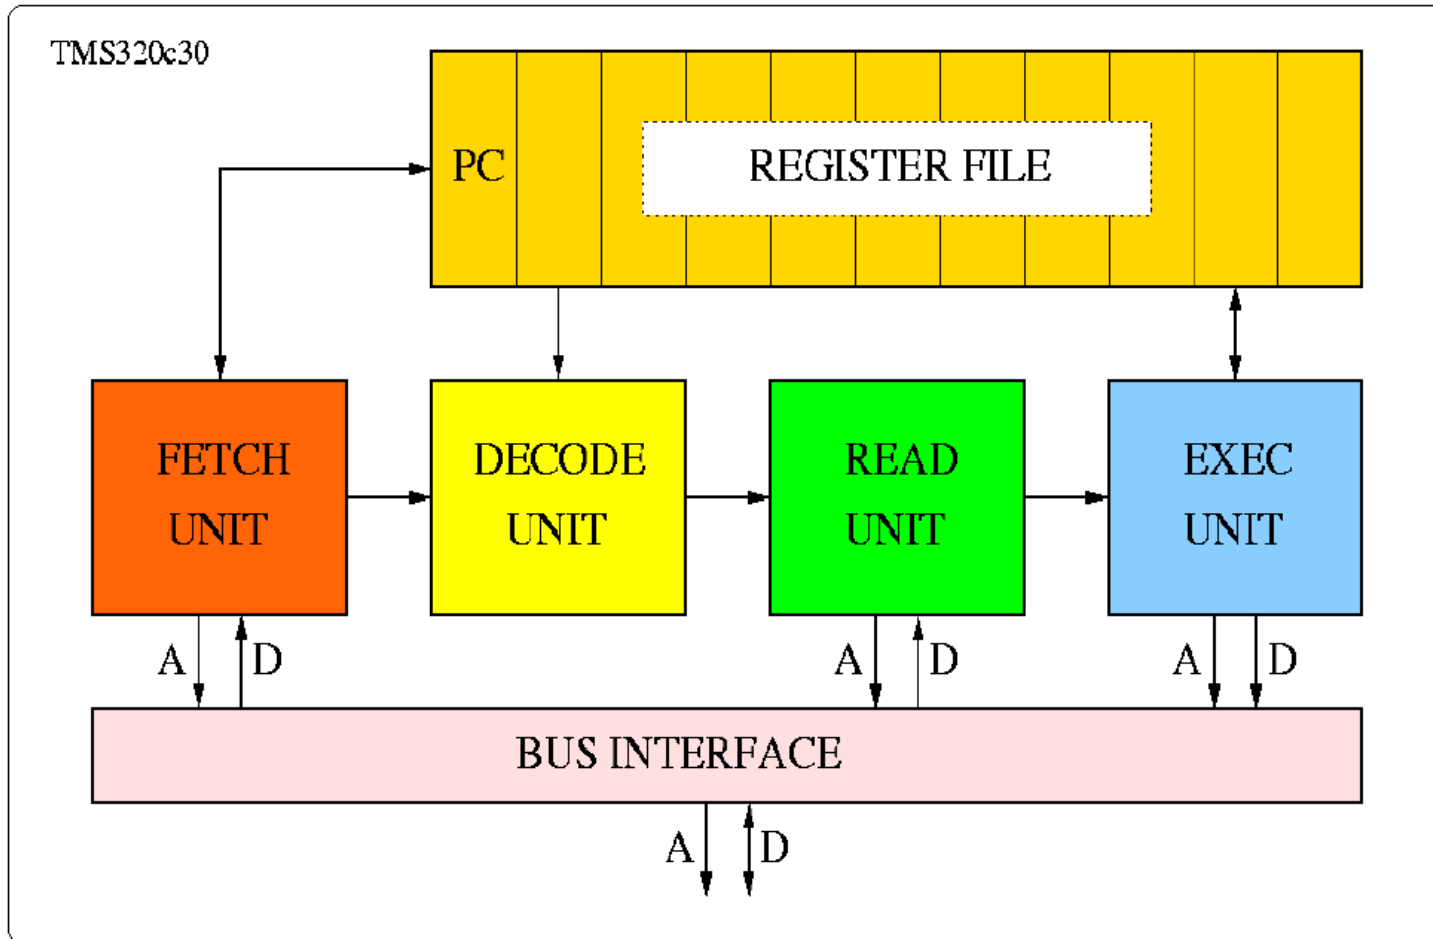 TMS320c30
PC
REGISTER FILE
FETCH
UNIT
DECODE
UNIT
READ
UNIT
EXEC
UNIT
A
D
A
D
A
D
BUS INTERFACE
A
D